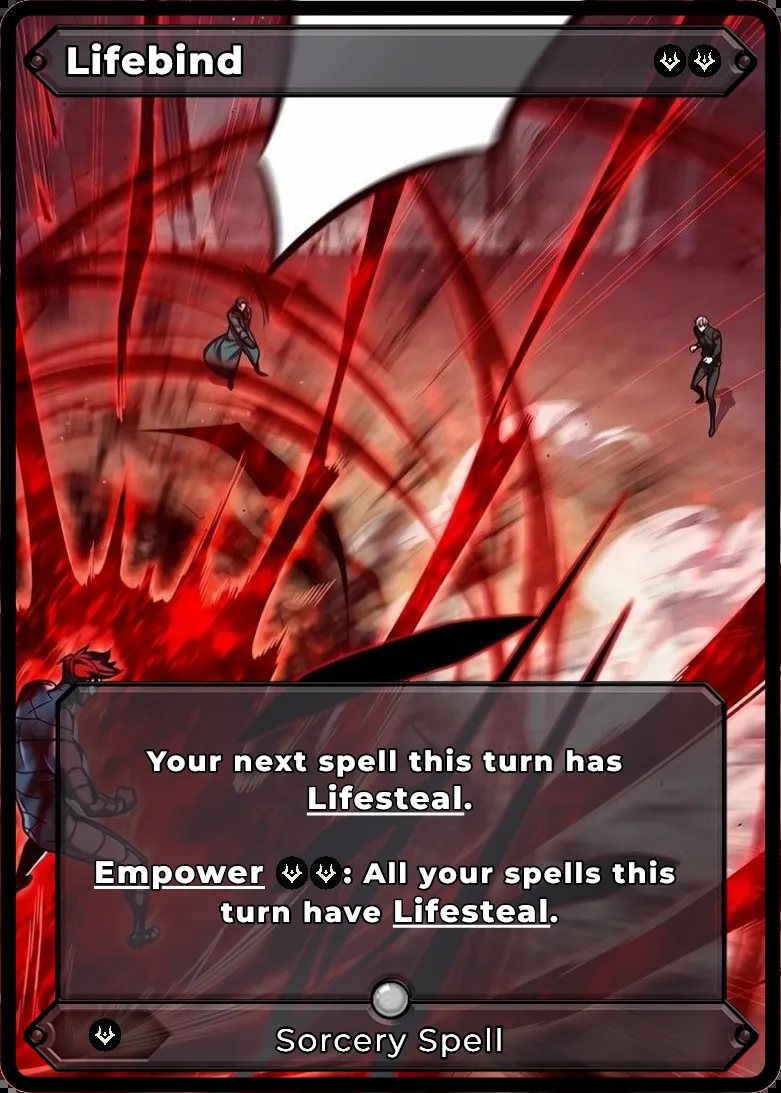 Lifebind
Your next spell this turn has
Lifesteal.
Empower : All your spells this
turn have Lifesteal.
Sorcery Spell